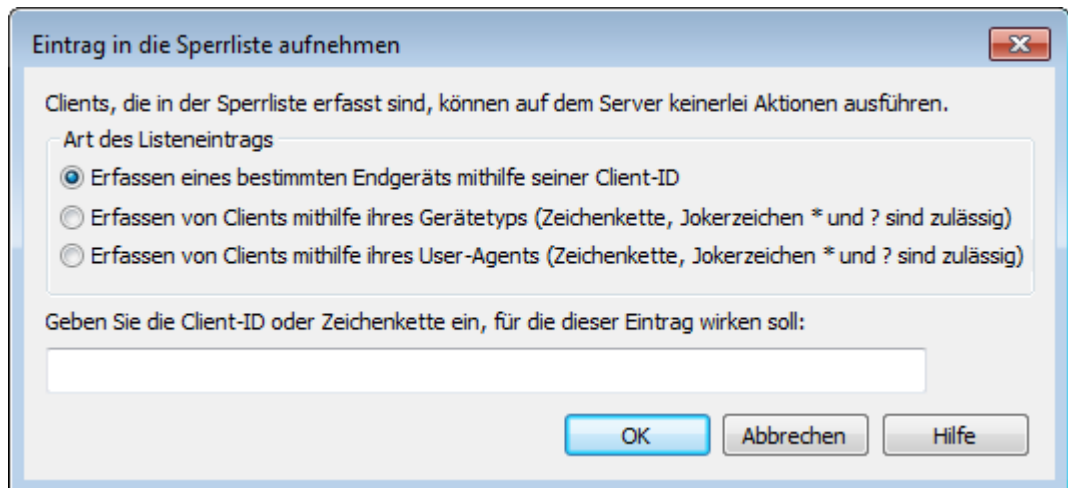 Eintrag in die Sperrliste aufnehmen
Clients, die in der Sperrliste erfasst sind, können auf dem Server keinerlei Aktionen ausführen.
Art des Listeneintrags
Erfassen eines bestimmten Endgeräts mithilfe seiner Client-ID
Erfassen von Clients mithilfe ihres Gerätetyps (Zeichenkette, Jokerzeichen * und ? sind zulässig)
Erfassen von Clients mithilfe ihres User-Agents (Zeichenkette, Jokerzeichen * und ? sind zulässig)
Geben Sie die Client-ID oder Zeichenkette ein, für die dieser Eintrag wirken soll:
OK Abbrechen Hilfe